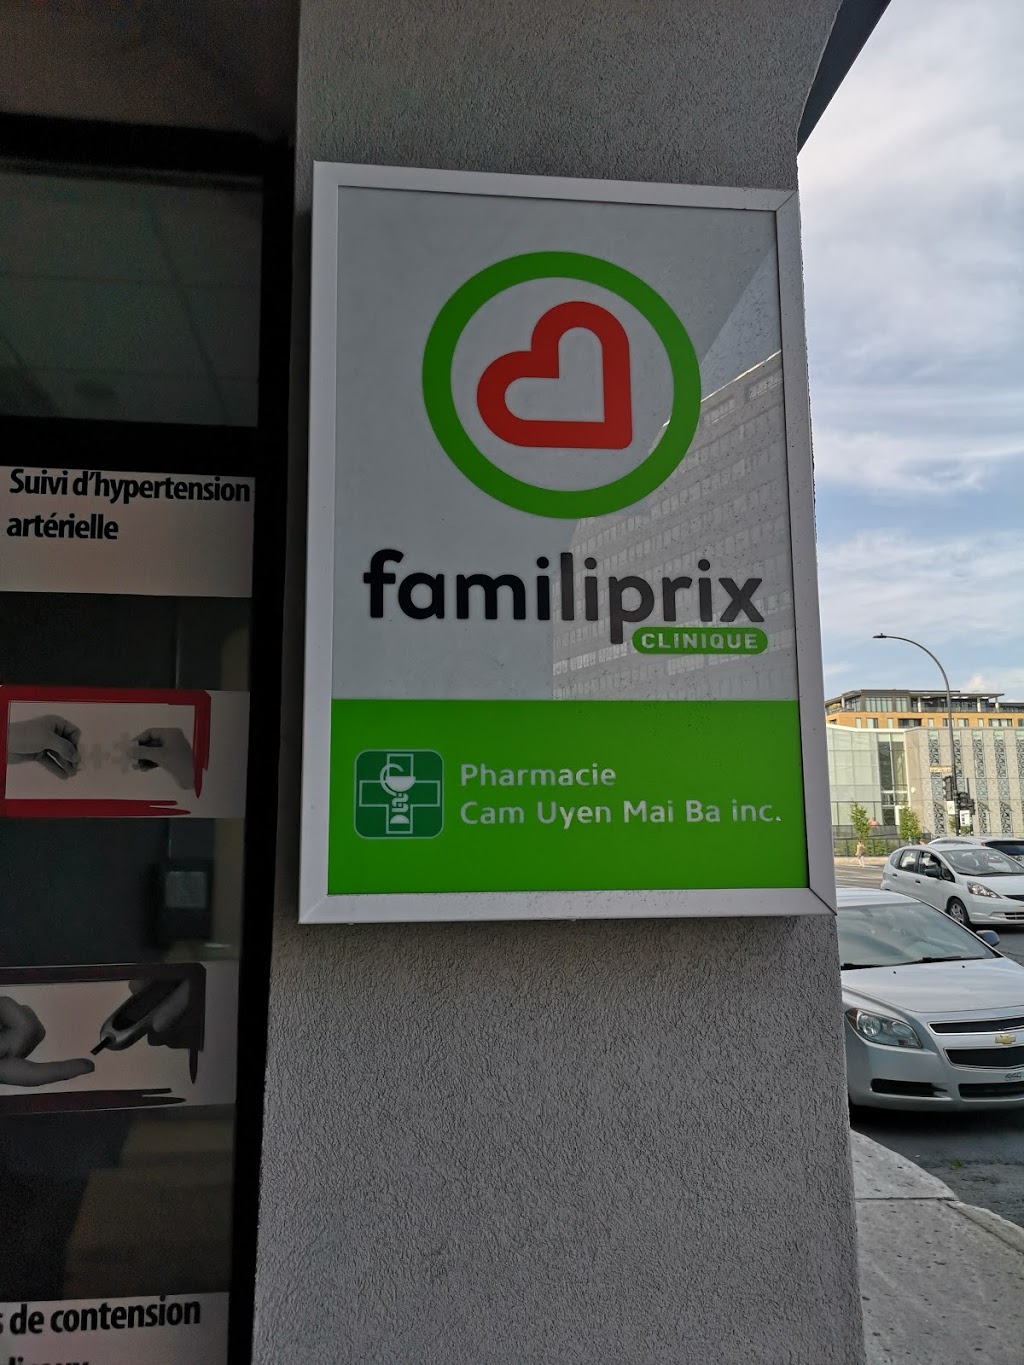 familiprix
CLINIQUE
Pharmacie
Cam Uyen Mai Ba inc.
Suivi d'hypertension
artérielle
de contension